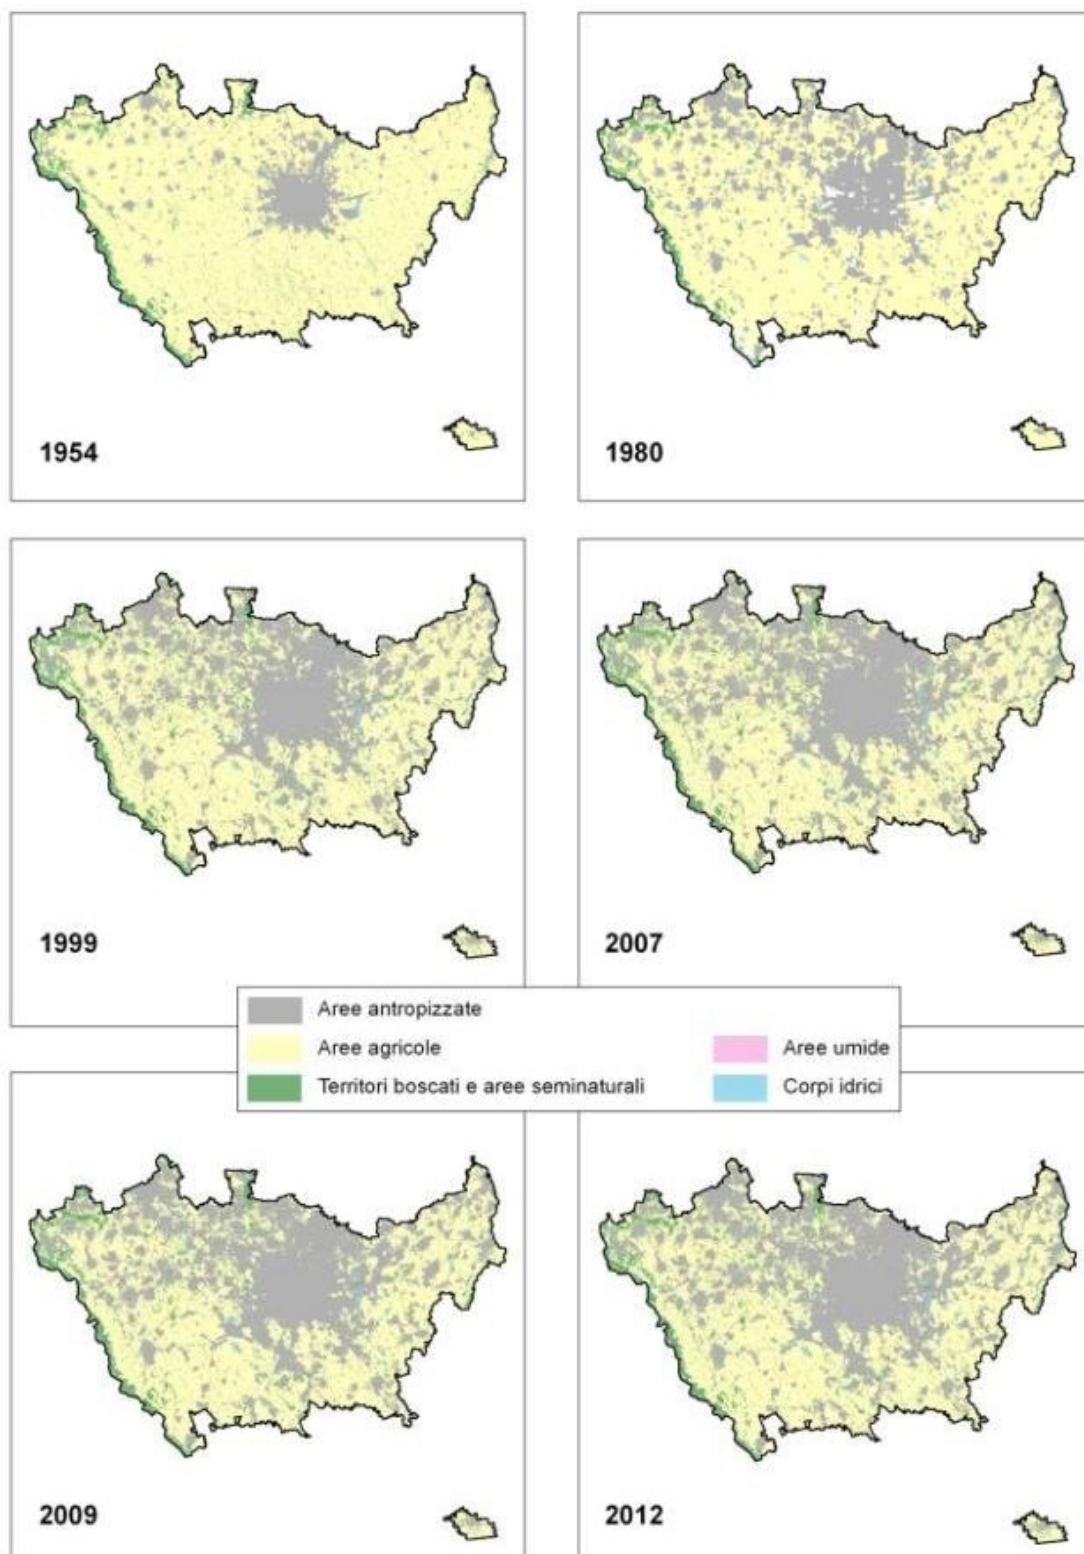 1954
1980
1999
2007
Aree antropizzate
Aree agricole
Aree umide
Territori boscati e aree seminaturali
Corpi idrici
2009
2012